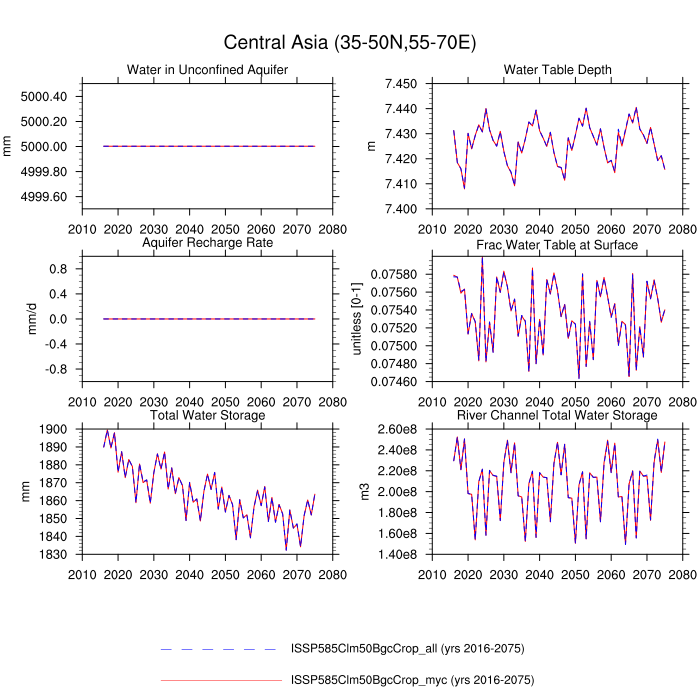 Central Asia (35-50N,55-70E)
Water in Unconfined Aquifer
5000.40
5000.20
5000.00
4999.80
4999.60
mm
2010 2020 2030 2040 2050 2060 2070 2080
Water Table Depth
7.450
7.440
7.430
7.420
7.410
7.400
m
2010 2020 2030 2040 2050 2060 2070 2080
Aquifer Recharge Rate
0.8
0.4
0.0
-0.4
-0.8
mm/d
2010 2020 2030 2040 2050 2060 2070 2080
Frac Water Table at Surface
0.07580
0.07550
0.07520
0.07480
0.07460
unitless [0-1]
2010 2020 2030 2040 2050 2060 2070 2080
Total Water Storage
1900
1890
1880
1870
1860
1850
1840
1830
mm
2010 2020 2030 2040 2050 2060 2070 2080
River Channel Total Water Storage
2.60e8
2.40e8
2.20e8
2.00e8
1.80e8
1.60e8
1.40e8
m3
2010 2020 2030 2040 2050 2060 2070 2080
ISSP585Clm50BgcCrop_all (yrs 2016-2075)
ISSP585Clm50BgcCrop_myc (yrs 2016-2075)